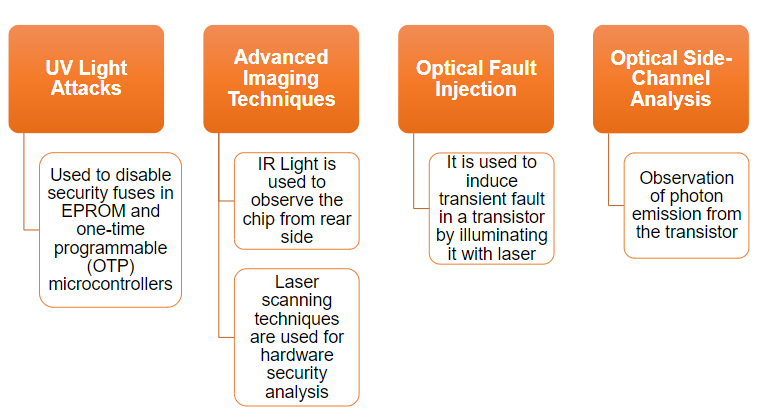 UV Light
Attacks
Used to disable
security fuses in
EPROM and
one-time
programmable
(OTP)
microcontrollers
Advanced
Imaging
Techniques
IR Light is
used to
observe the
chip from rear
side
Laser
scanning
techniques
are used for
hardware
security
analysis
Optical Fault
Injection
It is used to
induce
transient fault
in a transistor
by illuminating
it with laser
Optical Side-
Channel
Analysis
Observation
of photon
emission from
the transistor